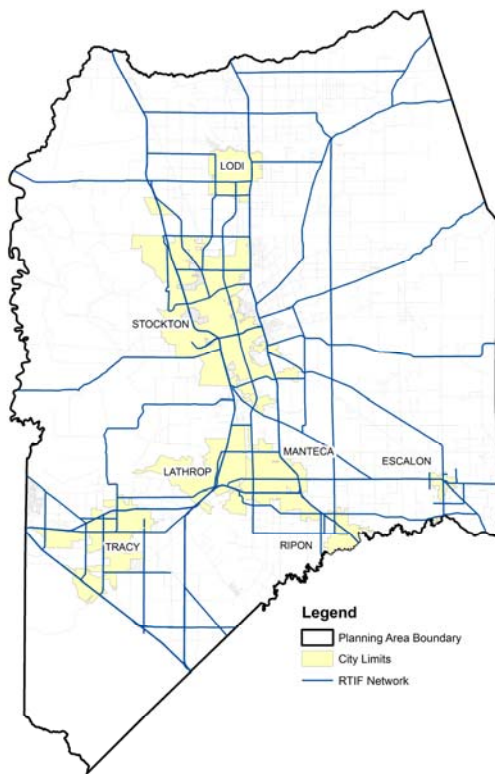 LODI
STOCKTON
MANTECA
LATHROP
ESCALON
TRACY
RIPON
Legend
Planning Area Boundary
City Limits
RTIF Network